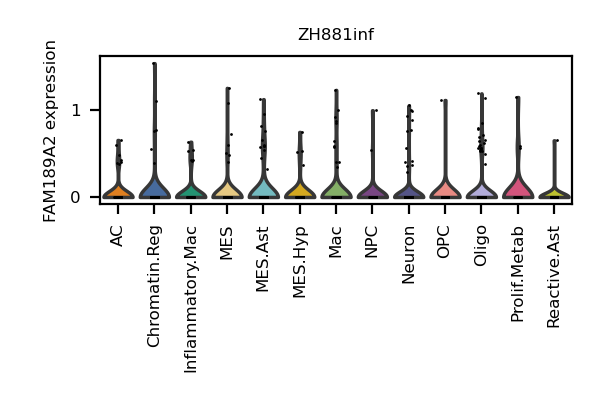 ZH881inf
FAM189A2 expression
1
0
AC
Chromatin.Reg
Inflammatory.Mac
MES
MES.Ast
MES.Hyp
Mac
NPC
Neuron
OPC
Oligo
Prolif.Metab
Reactive.Ast